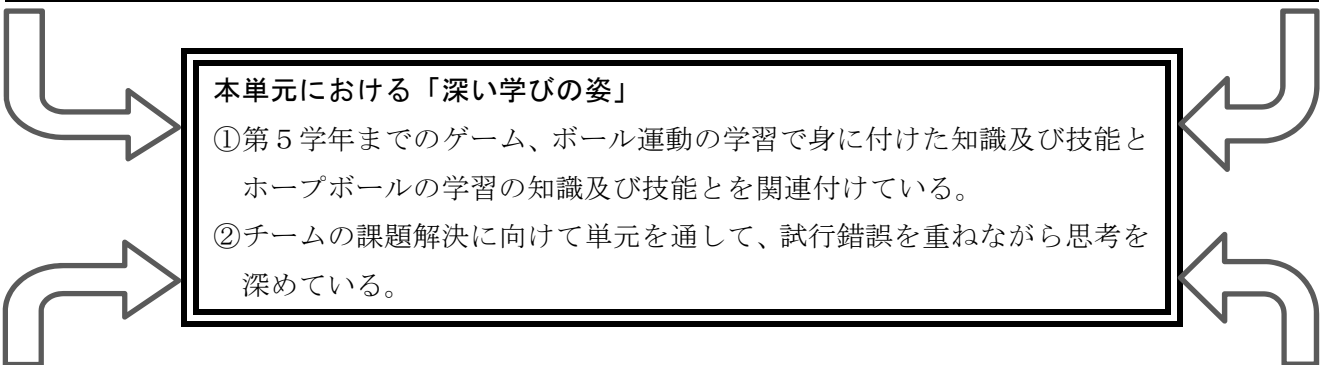 本単元における「深い学びの姿」
①第５学年までのゲーム、ボール運動の学習で身に付けた知識及び技能と
ホープボールの学習の知識及び技能とを関連付けている。
②チームの課題解決に向けて単元を通して、試行錯誤を重ねながら思考を
深めている。